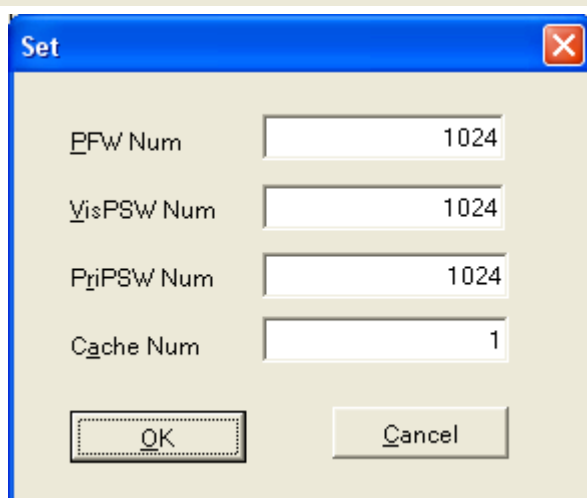 Set
PFW Num 1024
VisPSW Num 1024
PriPSW Num 1024
Cache Num 1
OK Cancel